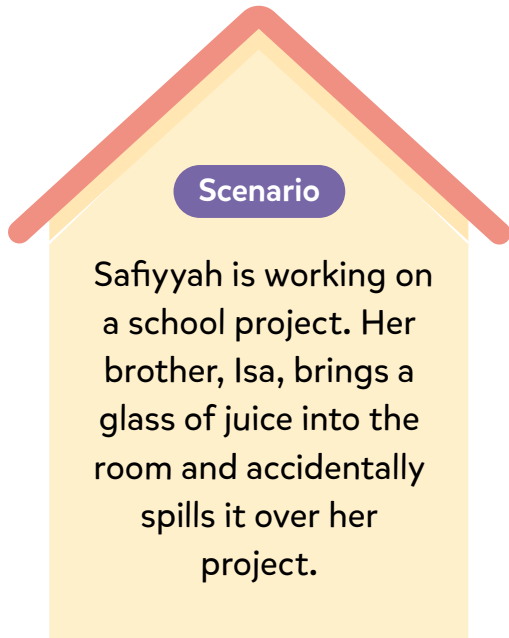 Scenario
Safiyyah is working on
a school project. Her
brother, Isa, brings a
glass of juice into the
room and accidentally
spills it over her
project.